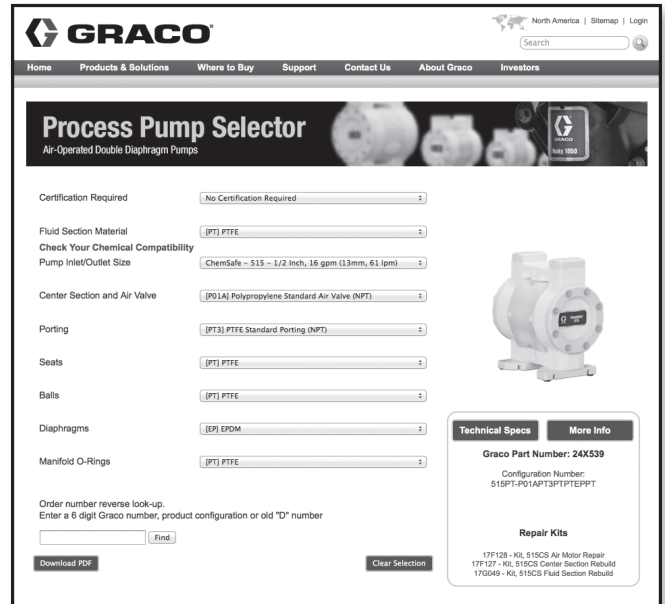 GRACO
North America | Sitemap | Login
Search
Home Products & Solutions Where to Buy Support Contact Us About Graco Investors
Process Pump Selector
Air-Operated Double Diaphragm Pumps
GRACO
Husky 1050
Certification Required No Certification Required
Fluid Section Material [PT] PTFE
Check Your Chemical Compatibility
Pump Inlet/Outlet Size ChemSafe – 515 – 1/2 Inch, 16 gpm (13mm, 61 lpm)
Center Section and Air Valve [P01A] Polypropylene Standard Air Valve (NPT)
Porting [PT3] PTFE Standard Porting (NPT)
Seats [PT] PTFE
Balls [PT] PTFE
Diaphragms [EP] EPDM
Manifold O-Rings [PT] PTFE
Order number reverse look-up.
Enter a 6 digit Graco number, product configuration or old "D" number
Find
Download PDF Clear Selection
Technical Specs More Info
Graco Part Number: 24X539
Configuration Number:
515PT-P01APT3PTPTEPPT
Repair Kits
17F128 - Kit, 515CS Air Motor Repair
17F127 - Kit, 515CS Center Section Rebuild
17G049 - Kit, 515CS Fluid Section Rebuild